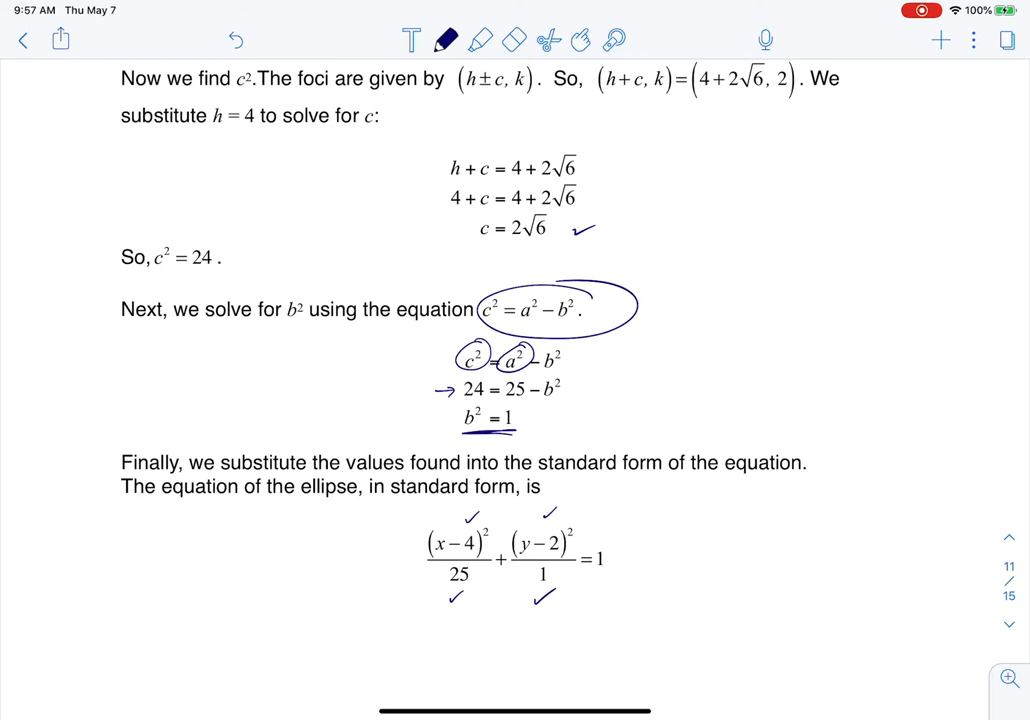 9:57 AM Thu May 7
100%
T
Now we find c².The foci are given by (h ± c, k). So, (h + c, k) = (4 + 2√6, 2). We
substitute h = 4 to solve for c:
h + c = 4 + 2√6
4 + c = 4 + 2√6
c = 2√6 ✓
So, c² = 24.
Next, we solve for b² using the equation c² = a² − b².
c² = a² − b²
→ 24 = 25 − b²
b² = 1
Finally, we substitute the values found into the standard form of the equation.
The equation of the ellipse, in standard form, is
(x − 4)²/25 + (y − 2)²/1 = 1
11
/
15